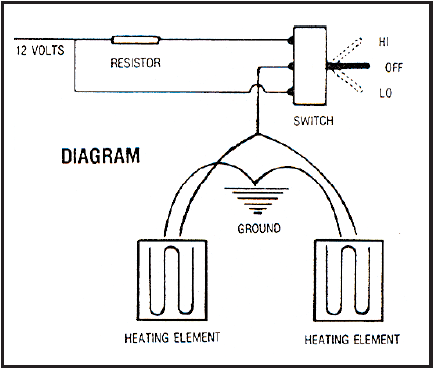 12 VOLTS
RESISTOR
HI
OFF
LO
SWITCH
DIAGRAM
GROUND
HEATING ELEMENT
HEATING ELEMENT